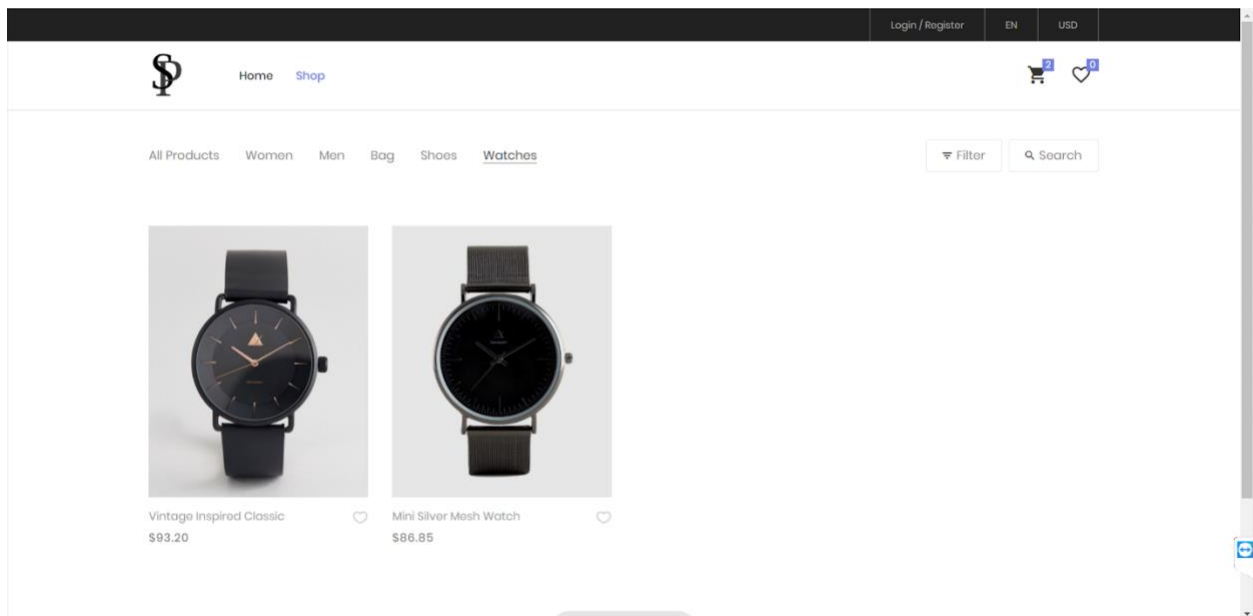 Login / Register EN USD
SP Home Shop 2 0
All Products Women Men Bag Shoes Watches Filter Search
Vintage Inspired Classic Mini Silver Mesh Watch
$93.20 $86.85